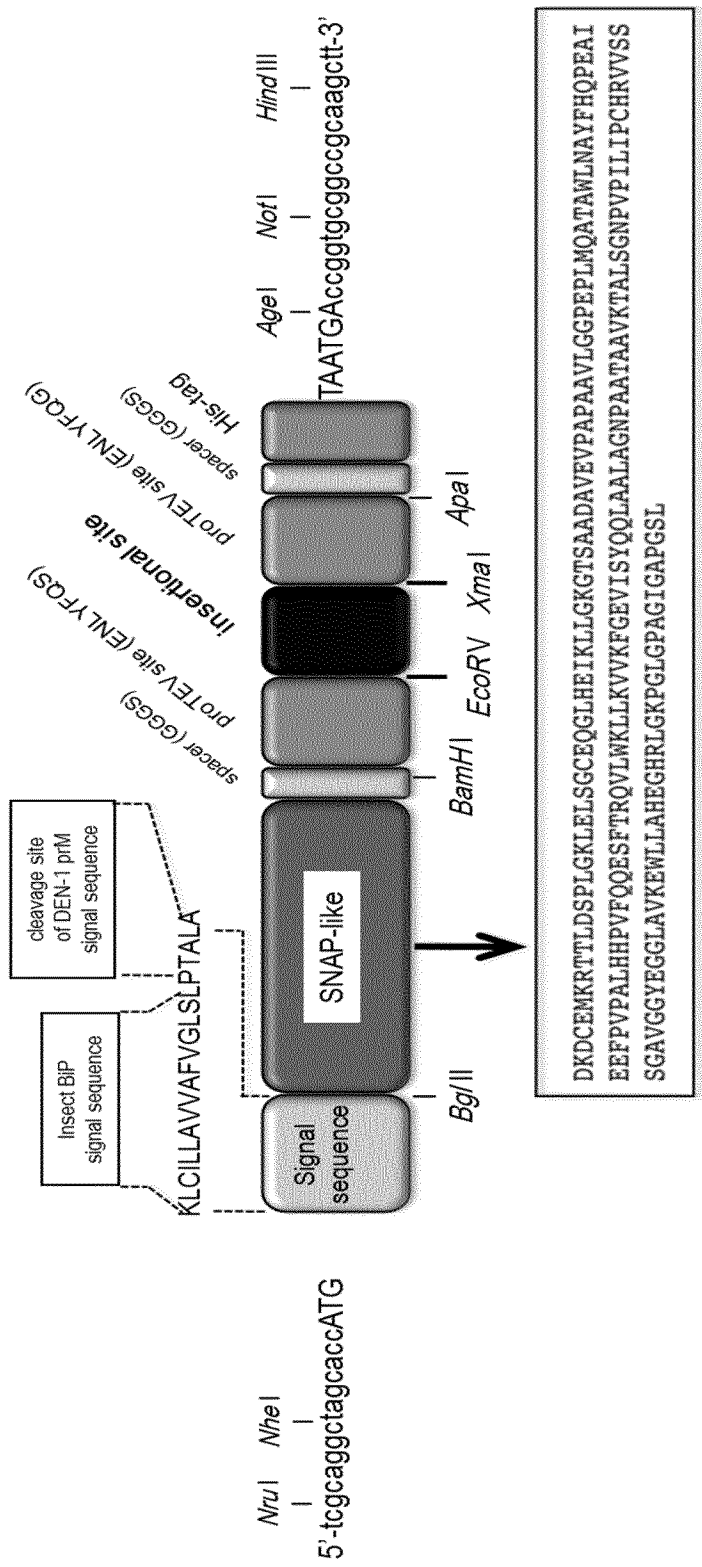 Insect BiP
signal sequence
cleavage site
of DEN-1 prM
signal sequence
KLCILLAVVAFVGLSLPTALA
spacer (GGGS)
proTEV site (ENLYFQS)
insertional site
proTEV site (ENLYFQG)
spacer (GGGS)
His-tag
Nru I Nhe I
5'-tcgcaggctagcaccATG
Signal
sequence
SNAP-like
Age I Not I Hind III
TAATGAccggtgcggccgcaagctt-3'
Bgl II
BamH I
EcoRV
Xma I
Apa I
DKDCEMKRTTLDSPLGKLELSGCEQGLHEIKLLGKGTSAADAVEVPAPAAVLGGPEPLMQATAWLNAYFHQPEAI
EEFPVPALHHPVFQQESFTRQVLWKLLKVVKFGEVISYQQLAALAGNPAATAAVKTALSGNPVPILIPCHRVVSS
SGAVGGYEGGLAVKEWLLAHEGHRLGKPGLGPAGIGAPGSL